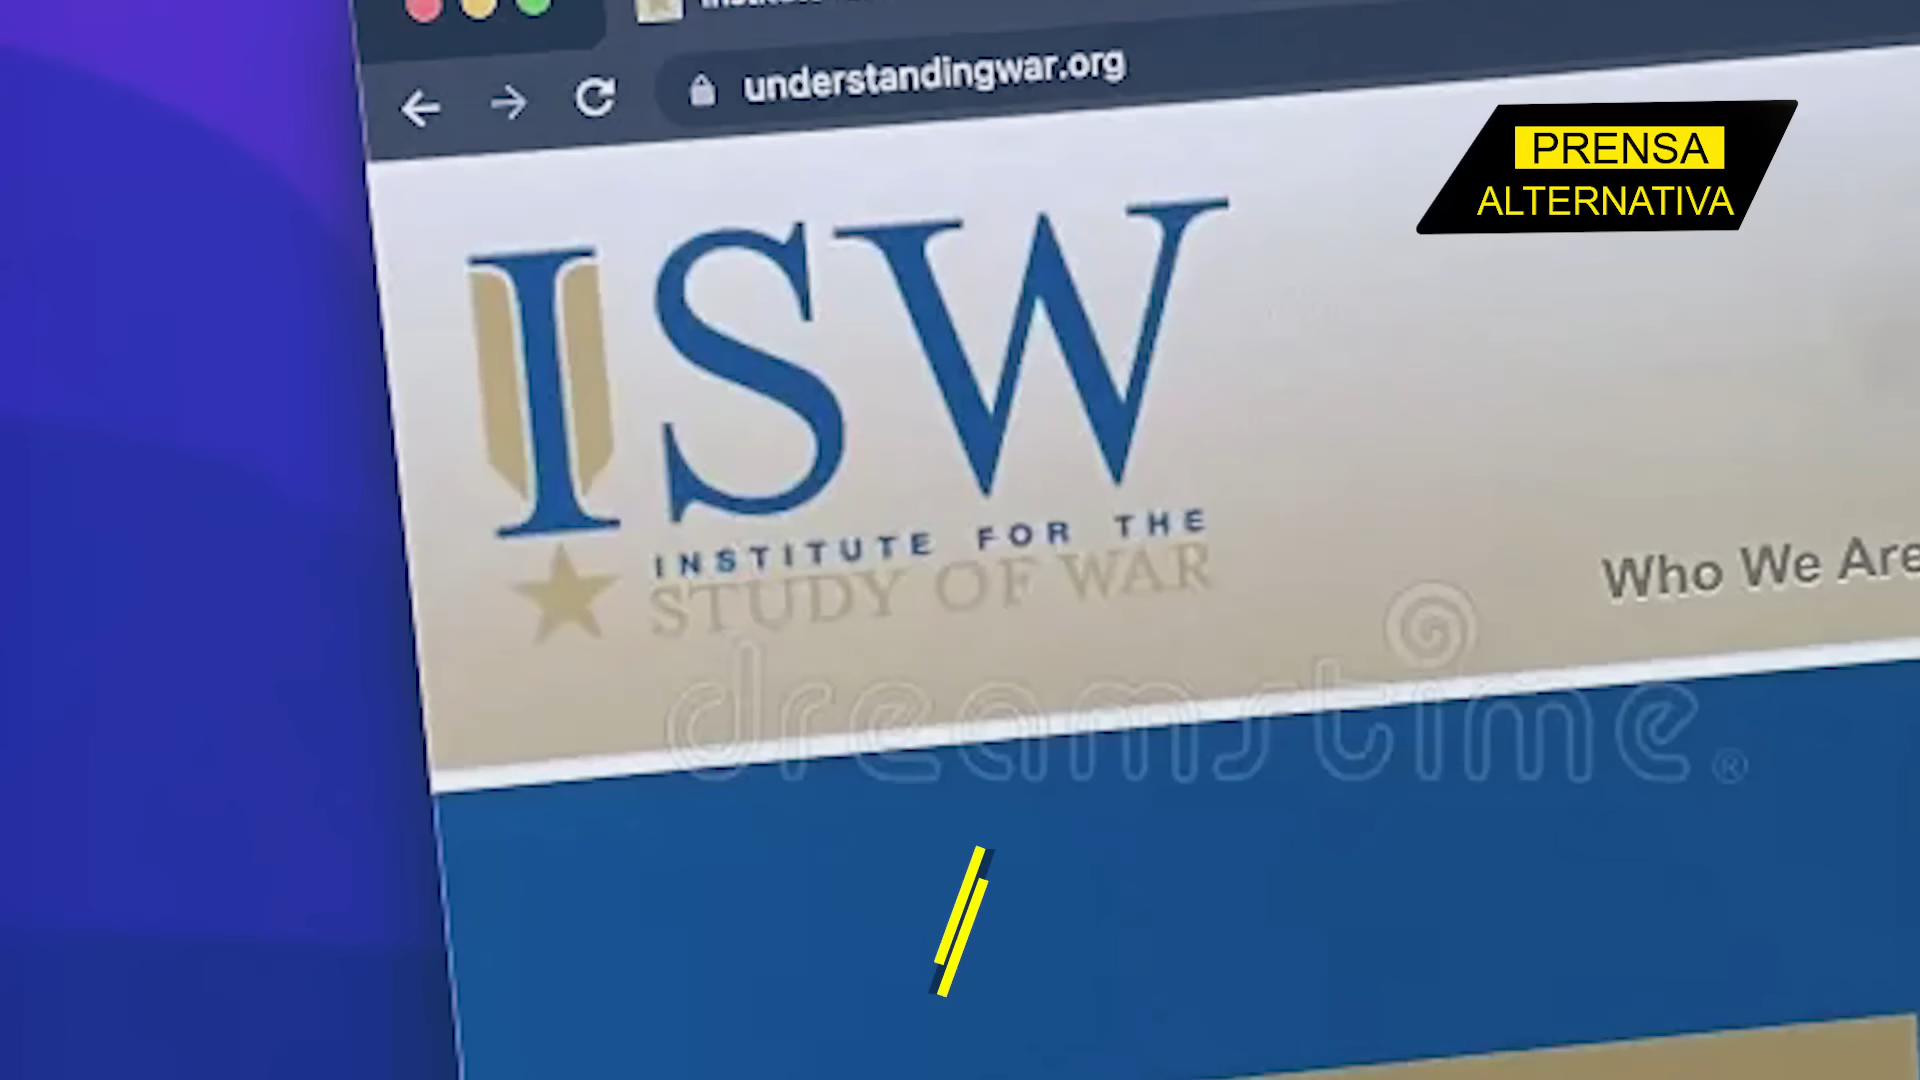 understandingwar.org
PRENSA
ALTERNATIVA
ISW
INSTITUTE FOR THE
STUDY OF WAR
Who We Are
dreamstime®